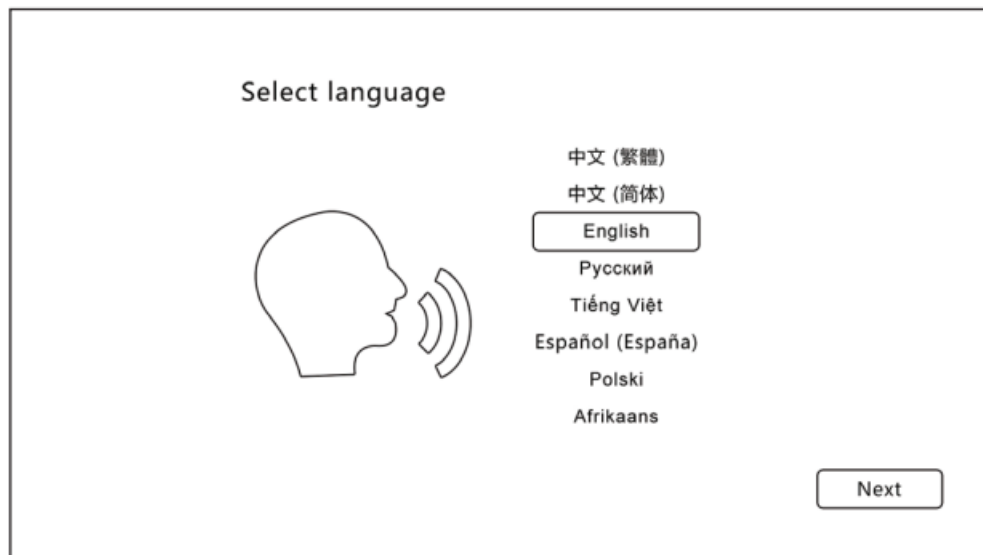 Select language
中文 (繁體)
中文 (简体)
English
Русский
Tiếng Việt
Español (España)
Polski
Afrikaans
Next